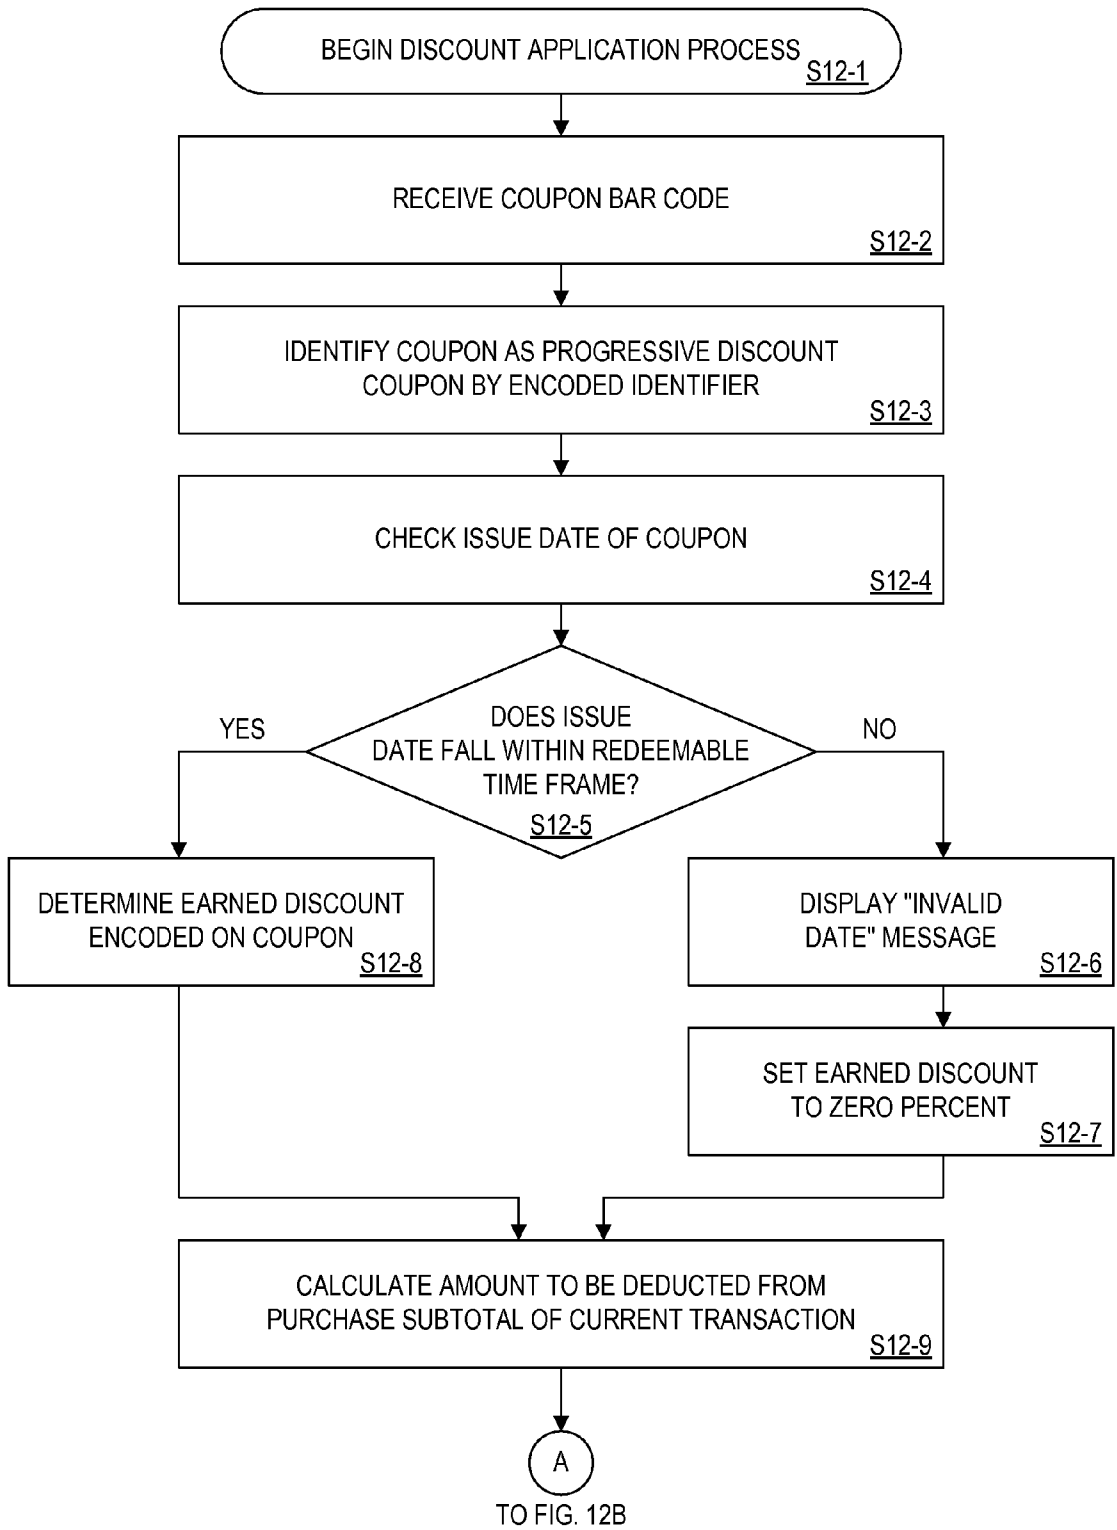 BEGIN DISCOUNT APPLICATION PROCESS
S12-1
RECEIVE COUPON BAR CODE
S12-2
IDENTIFY COUPON AS PROGRESSIVE DISCOUNT
COUPON BY ENCODED IDENTIFIER
S12-3
CHECK ISSUE DATE OF COUPON
S12-4
DOES ISSUE
DATE FALL WITHIN REDEEMABLE
TIME FRAME?
S12-5
YES
NO
DETERMINE EARNED DISCOUNT
ENCODED ON COUPON
S12-8
DISPLAY "INVALID
DATE" MESSAGE
S12-6
SET EARNED DISCOUNT
TO ZERO PERCENT
S12-7
CALCULATE AMOUNT TO BE DEDUCTED FROM
PURCHASE SUBTOTAL OF CURRENT TRANSACTION
S12-9
A
TO FIG. 12B